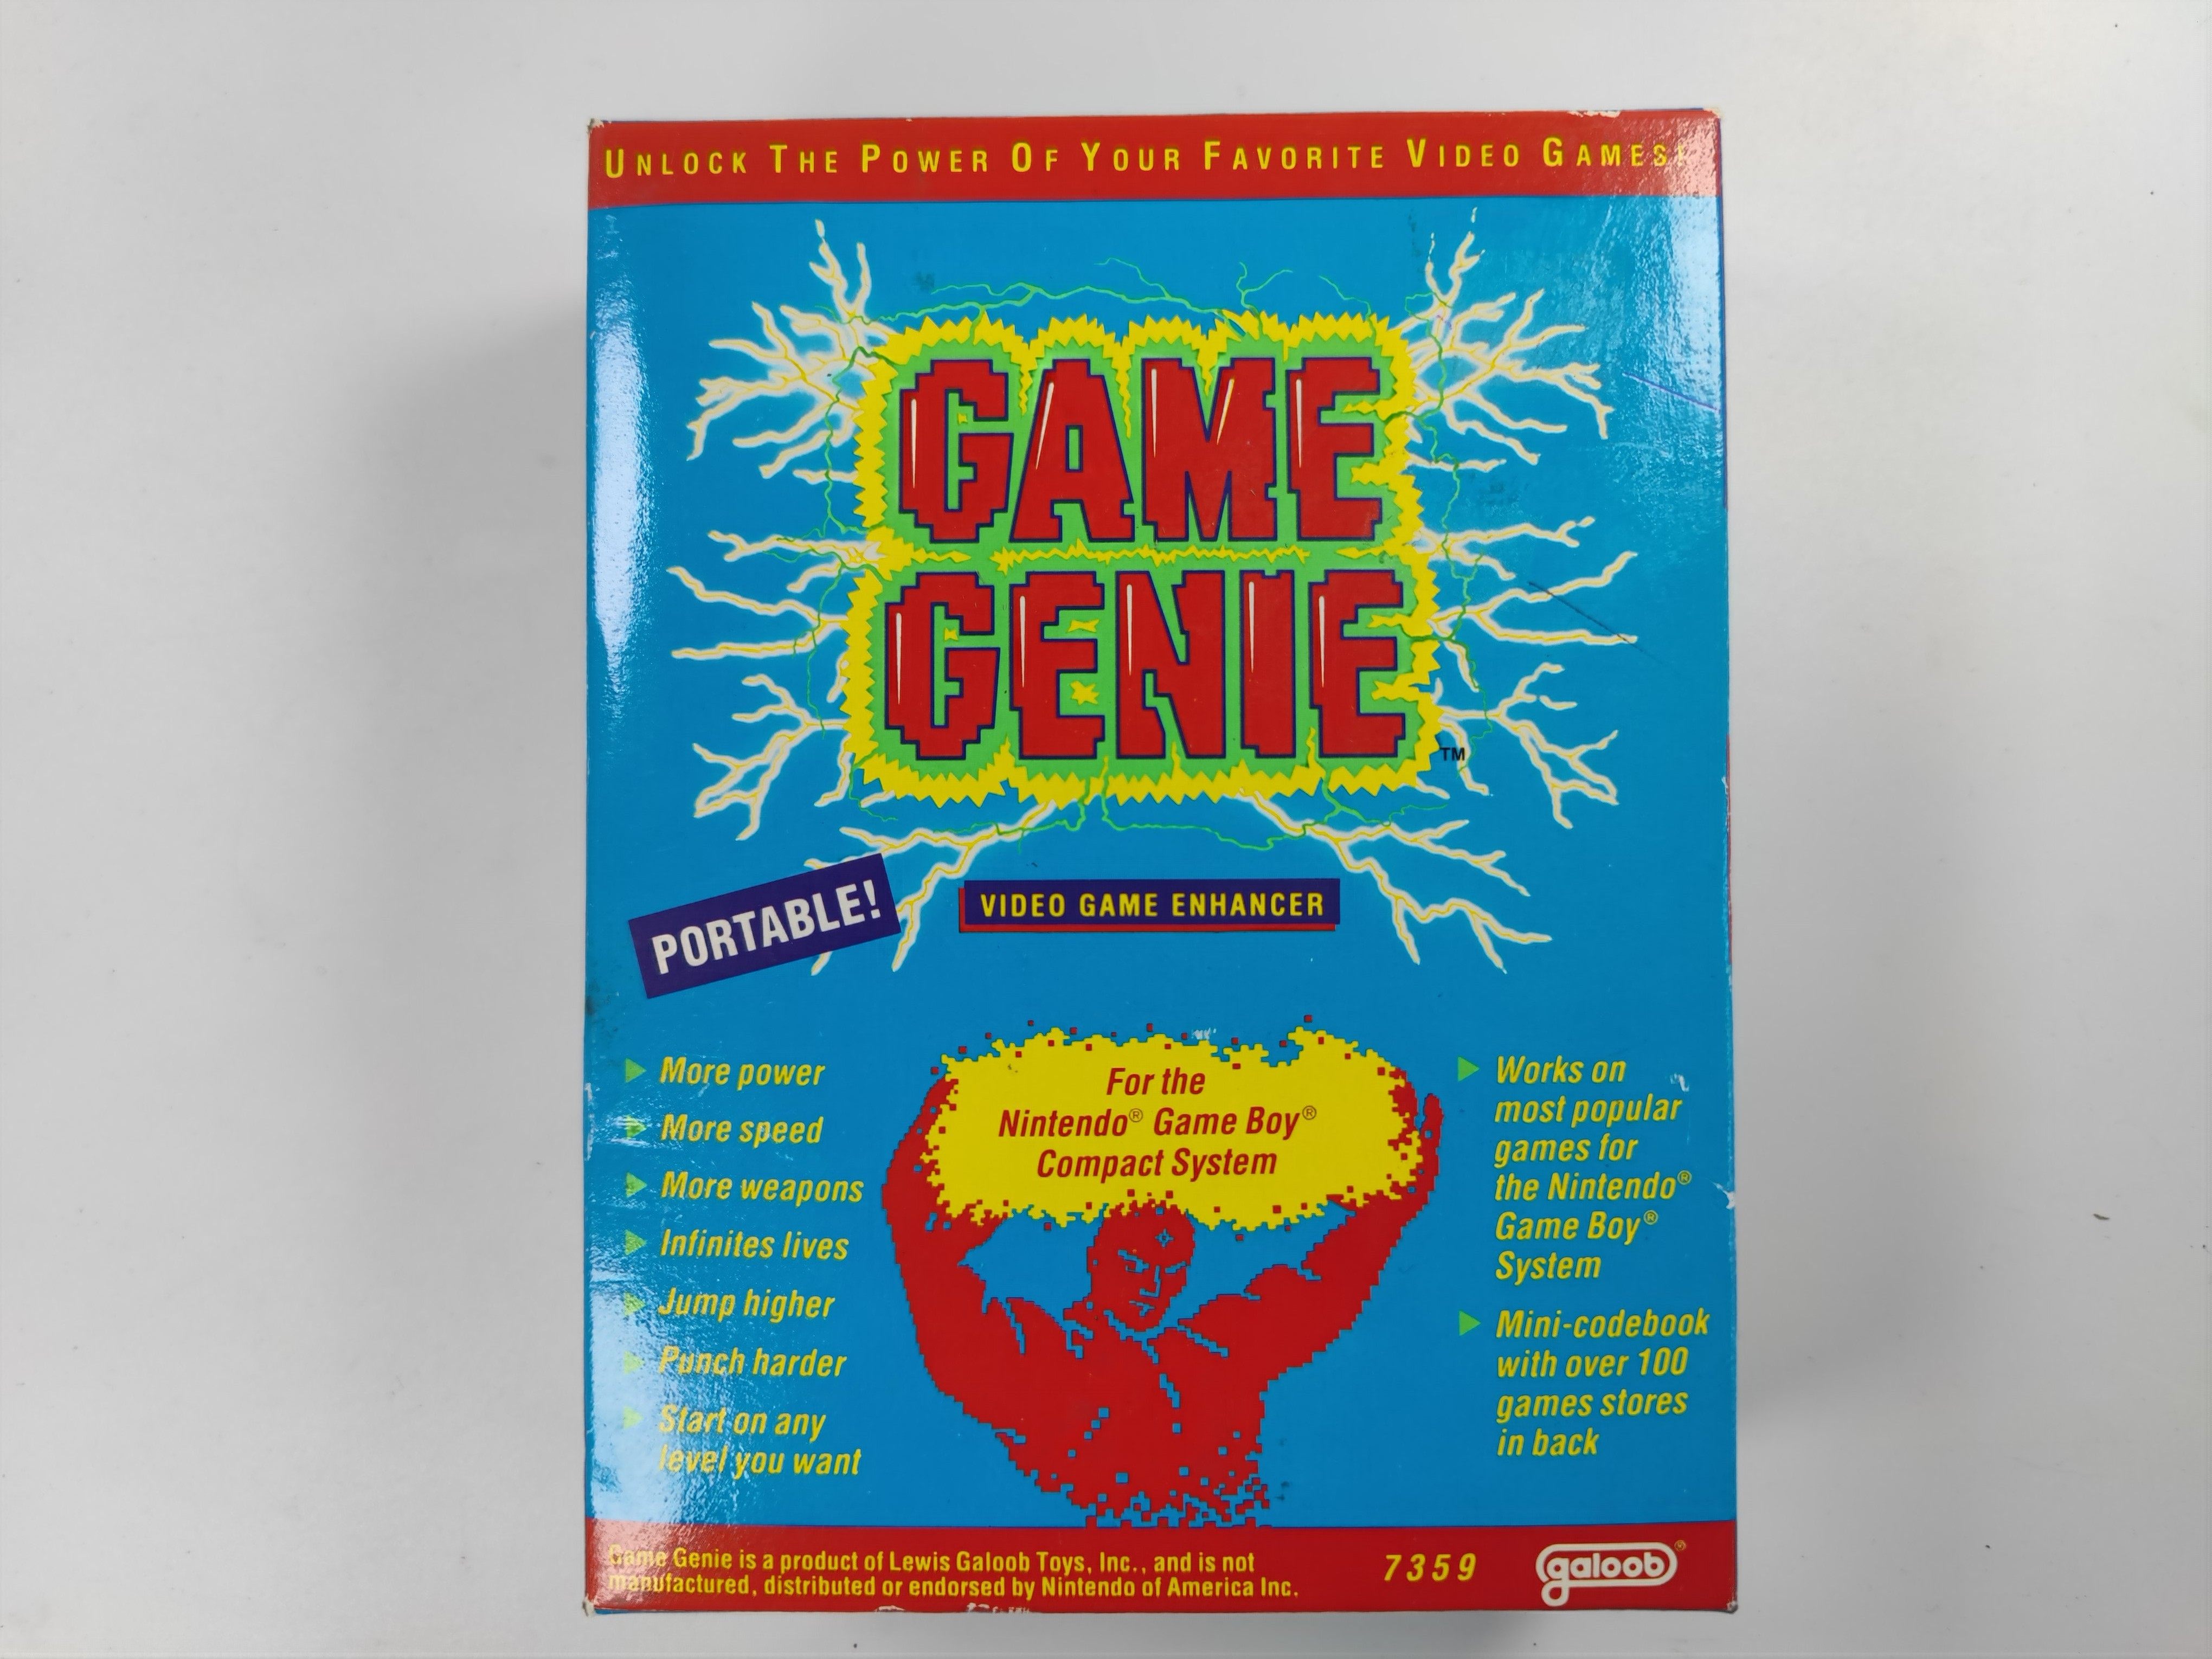 UNLOCK THE POWER OF YOUR FAVORITE VIDEO GAMES!
GAME
GENIE
TM
PORTABLE!
VIDEO GAME ENHANCER
More power
More speed
More weapons
Infinites lives
Jump higher
Punch harder
Start on any
level you want
For the
Nintendo® Game Boy®
Compact System
Works on
most popular
games for
the Nintendo®
Game Boy®
System
Mini-codebook
with over 100
games stores
in back
Game Genie is a product of Lewis Galoob Toys, Inc., and is not
manufactured, distributed or endorsed by Nintendo of America Inc.
7359
galoob®